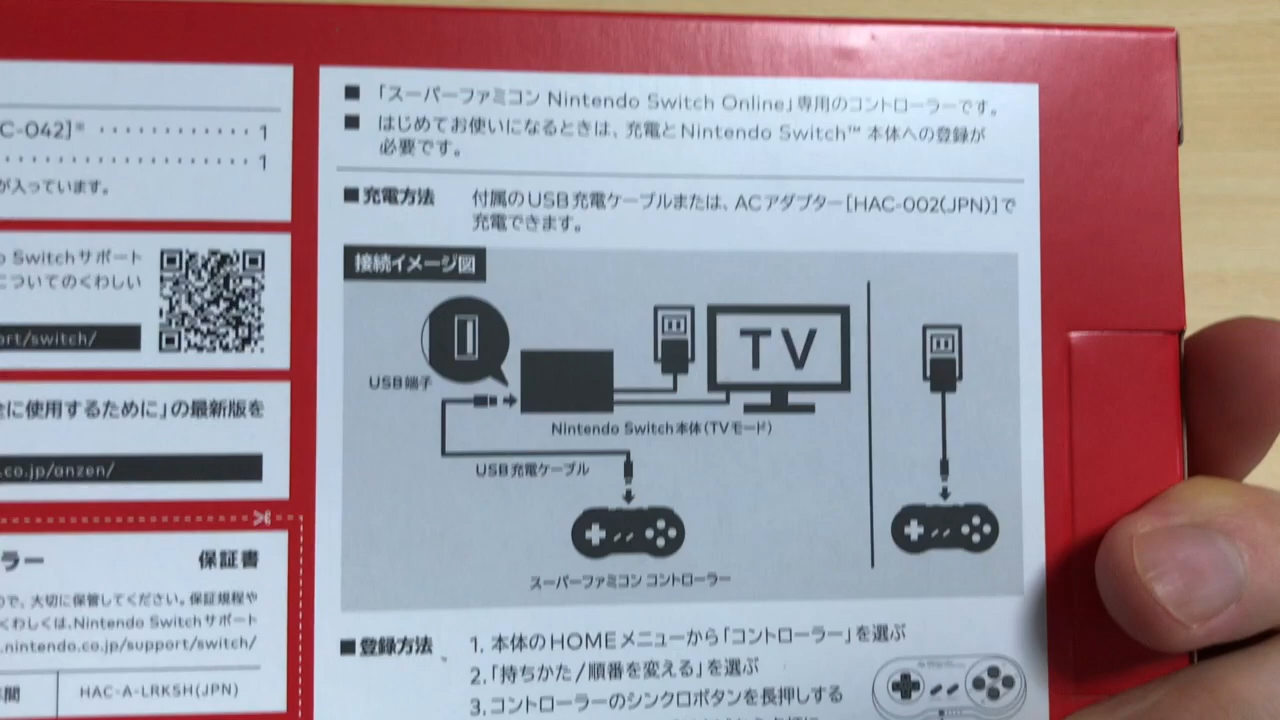 C-042]※ ············ 1
·················· 1
が入っています。
o Switchサポート
についてのくわしい
ort/switch/
全に使用するために」の最新版を
.co.jp/anzen/
ラー 保証書
ので、大切に保管してください。保証規程や
くわしくは、Nintendo Switchサポート
.nintendo.co.jp/support/switch/
年間 HAC-A-LRKSH(JPN)
■ 「スーパーファミコン Nintendo Switch Online」専用のコントローラーです。
■ はじめてお使いになるときは、充電とNintendo Switch™ 本体への登録が
必要です。
■充電方法 付属のUSB充電ケーブルまたは、ACアダプター[HAC-002(JPN)]で
充電できます。
接続イメージ図
TV
USB端子
Nintendo Switch本体(TVモード)
USB充電ケーブル
スーパーファミコン コントローラー
■登録方法 1. 本体のHOMEメニューから「コントローラー」を選ぶ
2.「持ちかた/順番を変える」を選ぶ
3. コントローラーのシンクロボタンを長押しする